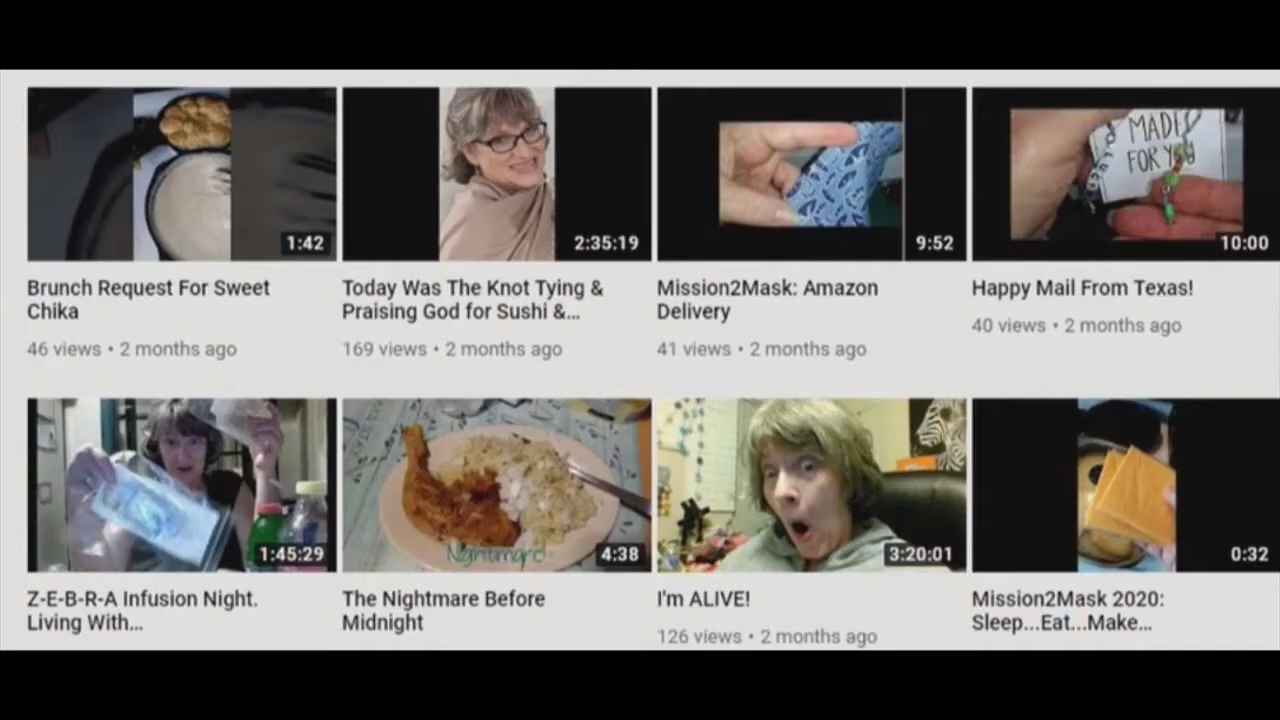 MADE
FOR YOU
1:42
2:35:19
9:52
10:00
Brunch Request For Sweet
Chika
46 views • 2 months ago
Today Was The Knot Tying &
Praising God for Sushi &...
169 views • 2 months ago
Mission2Mask: Amazon
Delivery
41 views • 2 months ago
Happy Mail From Texas!
40 views • 2 months ago
1:45:29
Nightmare
4:38
3:20:01
0:32
Z-E-B-R-A Infusion Night.
Living With...
The Nightmare Before
Midnight
I'm ALIVE!
126 views • 2 months ago
Mission2Mask 2020:
Sleep...Eat...Make...